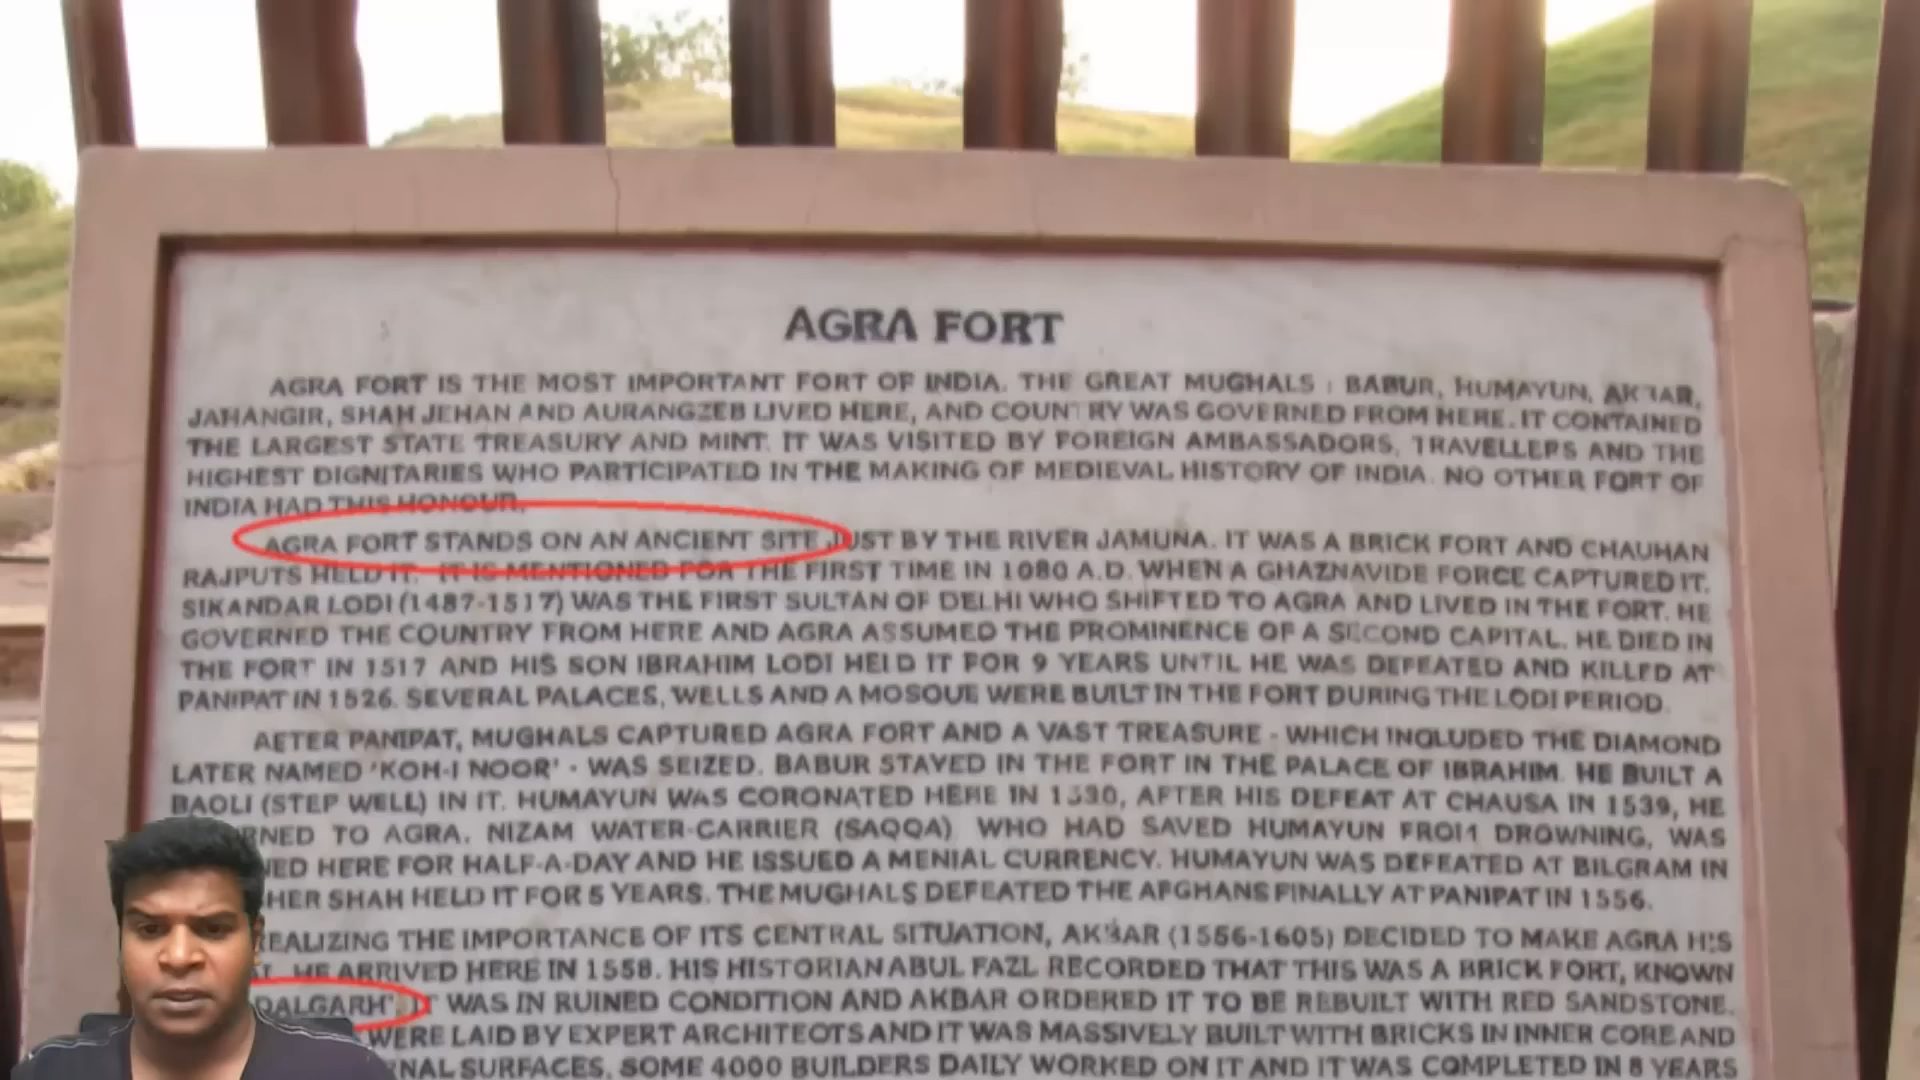 AGRA FORT
AGRA FORT IS THE MOST IMPORTANT FORT OF INDIA. THE GREAT MUGHALS : BABUR, HUMAYUN, AKBAR,
JAHANGIR, SHAH JEHAN AND AURANGZEB LIVED HERE, AND COUNTRY WAS GOVERNED FROM HERE. IT CONTAINED
THE LARGEST STATE TREASURY AND MINT. IT WAS VISITED BY FOREIGN AMBASSADORS, TRAVELLERS AND THE
HIGHEST DIGNITARIES WHO PARTICIPATED IN THE MAKING OF MEDIEVAL HISTORY OF INDIA. NO OTHER FORT OF
INDIA HAD THIS HONOUR.
AGRA FORT STANDS ON AN ANCIENT SITE JUST BY THE RIVER JAMUNA. IT WAS A BRICK FORT AND CHAUHAN
RAJPUTS HELD IT. IT IS MENTIONED FOR THE FIRST TIME IN 1080 A.D. WHEN A GHAZNAVIDE FORCE CAPTURED IT.
SIKANDAR LODI (1487-1517) WAS THE FIRST SULTAN OF DELHI WHO SHIFTED TO AGRA AND LIVED IN THE FORT. HE
GOVERNED THE COUNTRY FROM HERE AND AGRA ASSUMED THE PROMINENCE OF A SECOND CAPITAL. HE DIED IN
THE FORT IN 1517 AND HIS SON IBRAHIM LODI HELD IT FOR 9 YEARS UNTIL HE WAS DEFEATED AND KILLED AT
PANIPAT IN 1526. SEVERAL PALACES, WELLS AND A MOSQUE WERE BUILT IN THE FORT DURING THE LODI PERIOD.
AFTER PANIPAT, MUGHALS CAPTURED AGRA FORT AND A VAST TREASURE - WHICH INCLUDED THE DIAMOND
LATER NAMED 'KOH-I NOOR' - WAS SEIZED. BABUR STAYED IN THE FORT IN THE PALACE OF IBRAHIM. HE BUILT A
BAOLI (STEP WELL) IN IT. HUMAYUN WAS CORONATED HERE IN 1530, AFTER HIS DEFEAT AT CHAUSA IN 1539, HE
RNED TO AGRA. NIZAM WATER-CARRIER (SAQQA) WHO HAD SAVED HUMAYUN FROM DROWNING, WAS
NED HERE FOR HALF-A-DAY AND HE ISSUED A MENIAL CURRENCY. HUMAYUN WAS DEFEATED AT BILGRAM IN
HER SHAH HELD IT FOR 5 YEARS. THE MUGHALS DEFEATED THE AFGHANS FINALLY AT PANIPAT IN 1556.
REALIZING THE IMPORTANCE OF ITS CENTRAL SITUATION, AKBAR (1556-1605) DECIDED TO MAKE AGRA HIS
HE ARRIVED HERE IN 1558. HIS HISTORIAN ABUL FAZL RECORDED THAT THIS WAS A BRICK FORT, KNOWN
DALGARH'. IT WAS IN RUINED CONDITION AND AKBAR ORDERED IT TO BE REBUILT WITH RED SANDSTONE.
WERE LAID BY EXPERT ARCHITEOTS AND IT WAS MASSIVELY BUILT WITH BRICKS IN INNER CORE AND
RNAL SURFACES. SOME 4000 BUILDERS DAILY WORKED ON IT AND IT WAS COMPLETED IN 8 YEARS